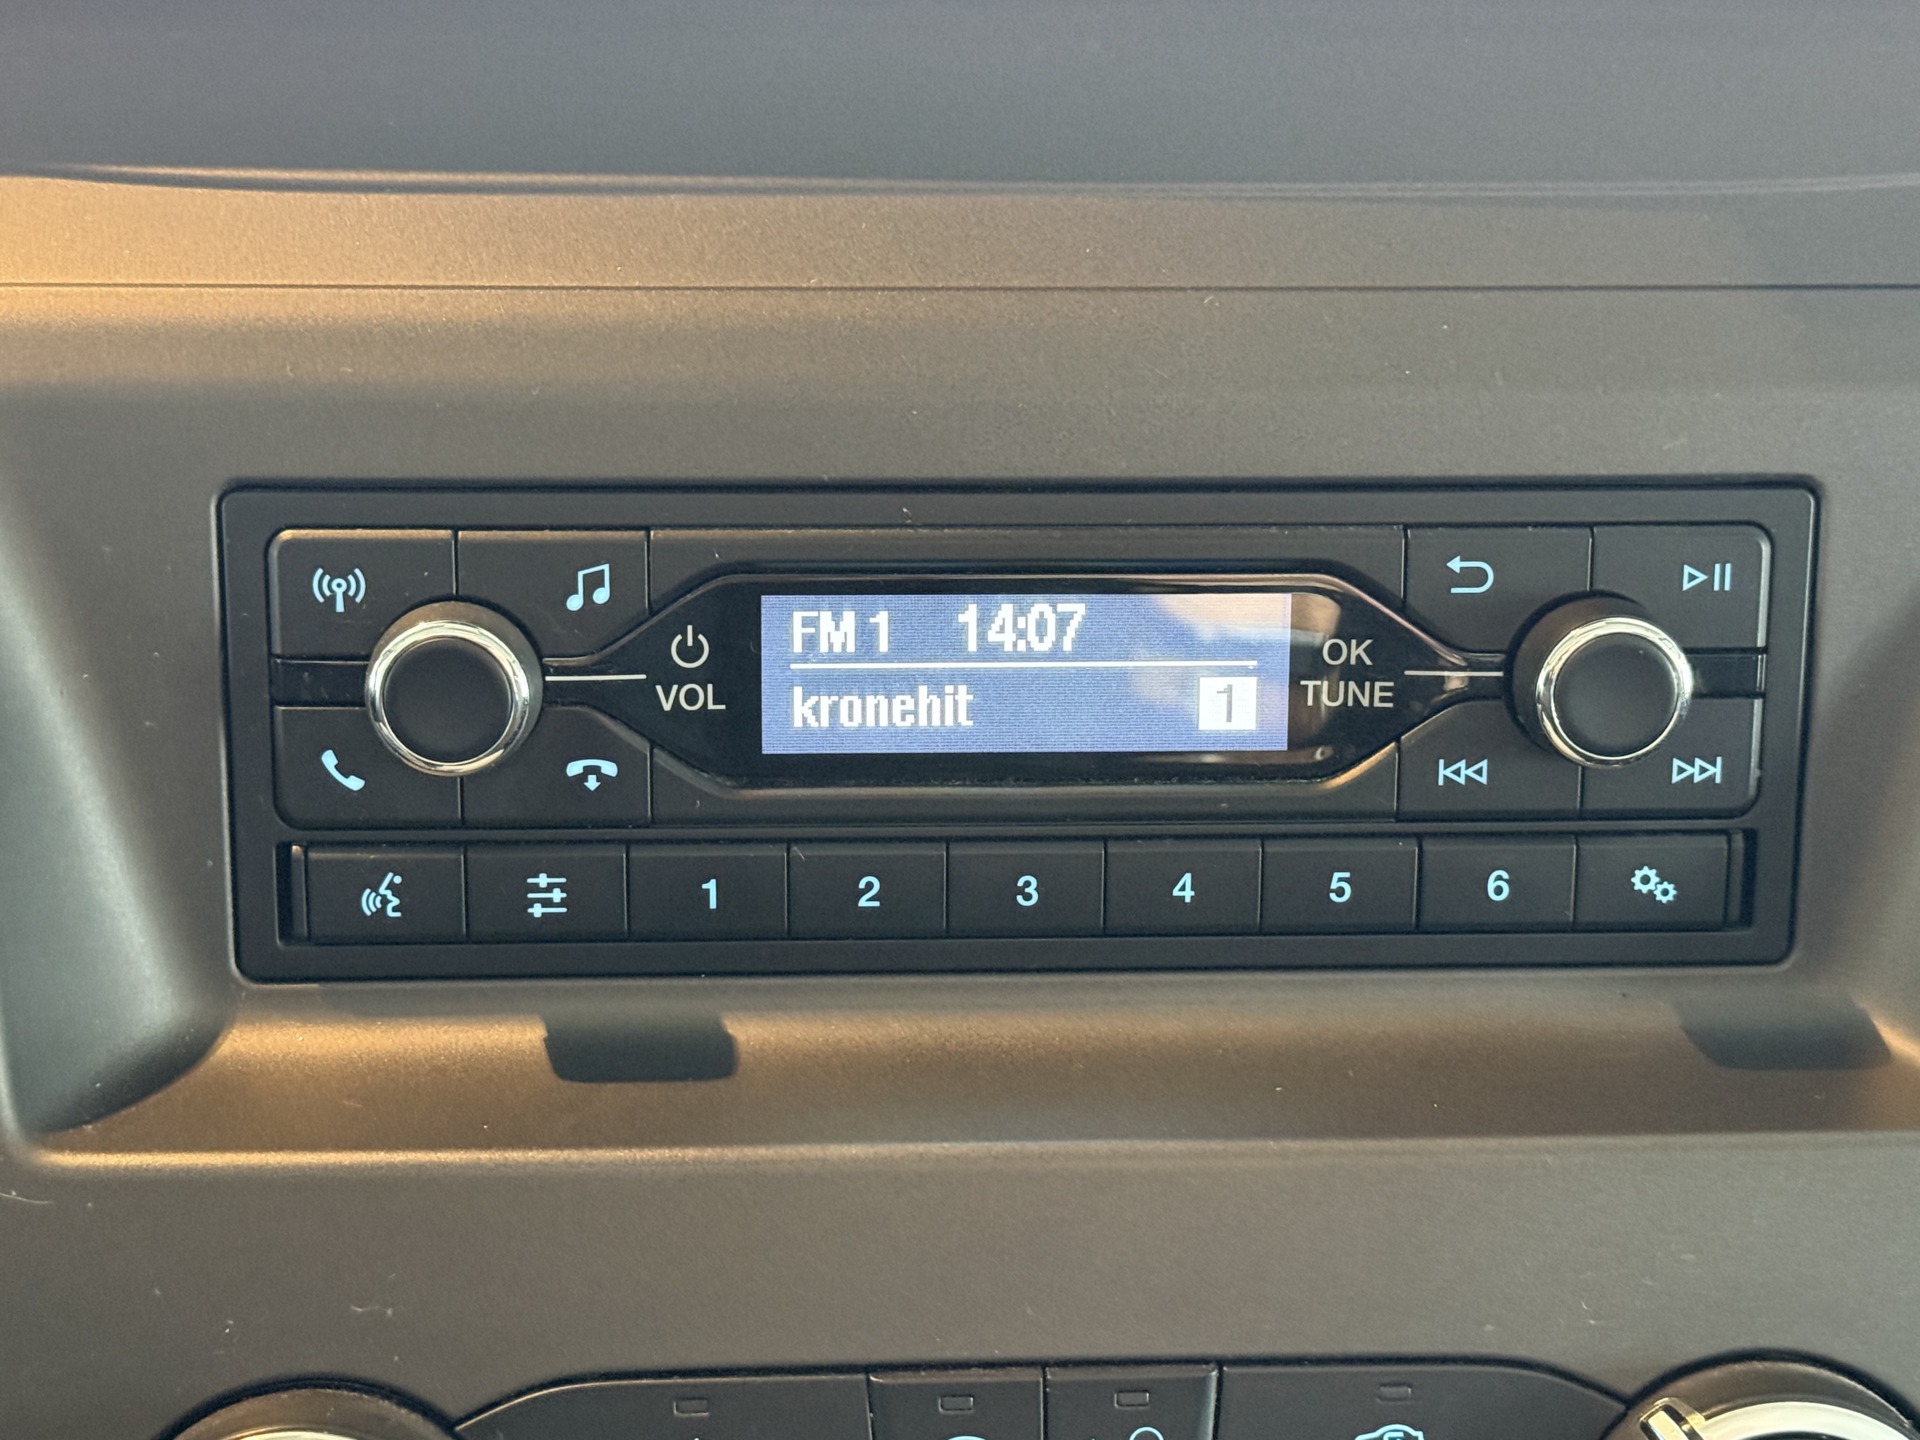 FM 1 14:07
kronehit 1
VOL
OK
TUNE
1 2 3 4 5 6